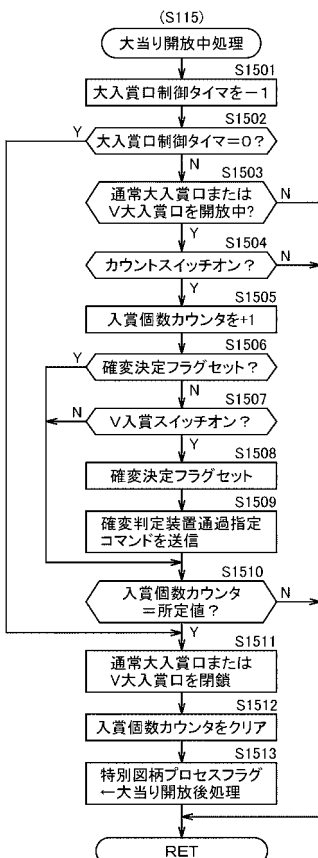 (S115)
大当り開放中処理
S1501
大入賞口制御タイマを－1
S1502
Y
大入賞口制御タイマ=0?
N
S1503
通常大入賞口または
V大入賞口を開放中?
N
Y
S1504
カウントスイッチオン?
N
Y
S1505
入賞個数カウンタを+1
S1506
Y
確変決定フラグセット?
N
S1507
N
V入賞スイッチオン?
Y
S1508
確変決定フラグセット
S1509
確変判定装置通過指定
コマンドを送信
S1510
入賞個数カウンタ
=所定値?
N
Y
S1511
通常大入賞口または
V大入賞口を閉鎖
S1512
入賞個数カウンタをクリア
S1513
特別図柄プロセスフラグ
←大当り開放後処理
RET